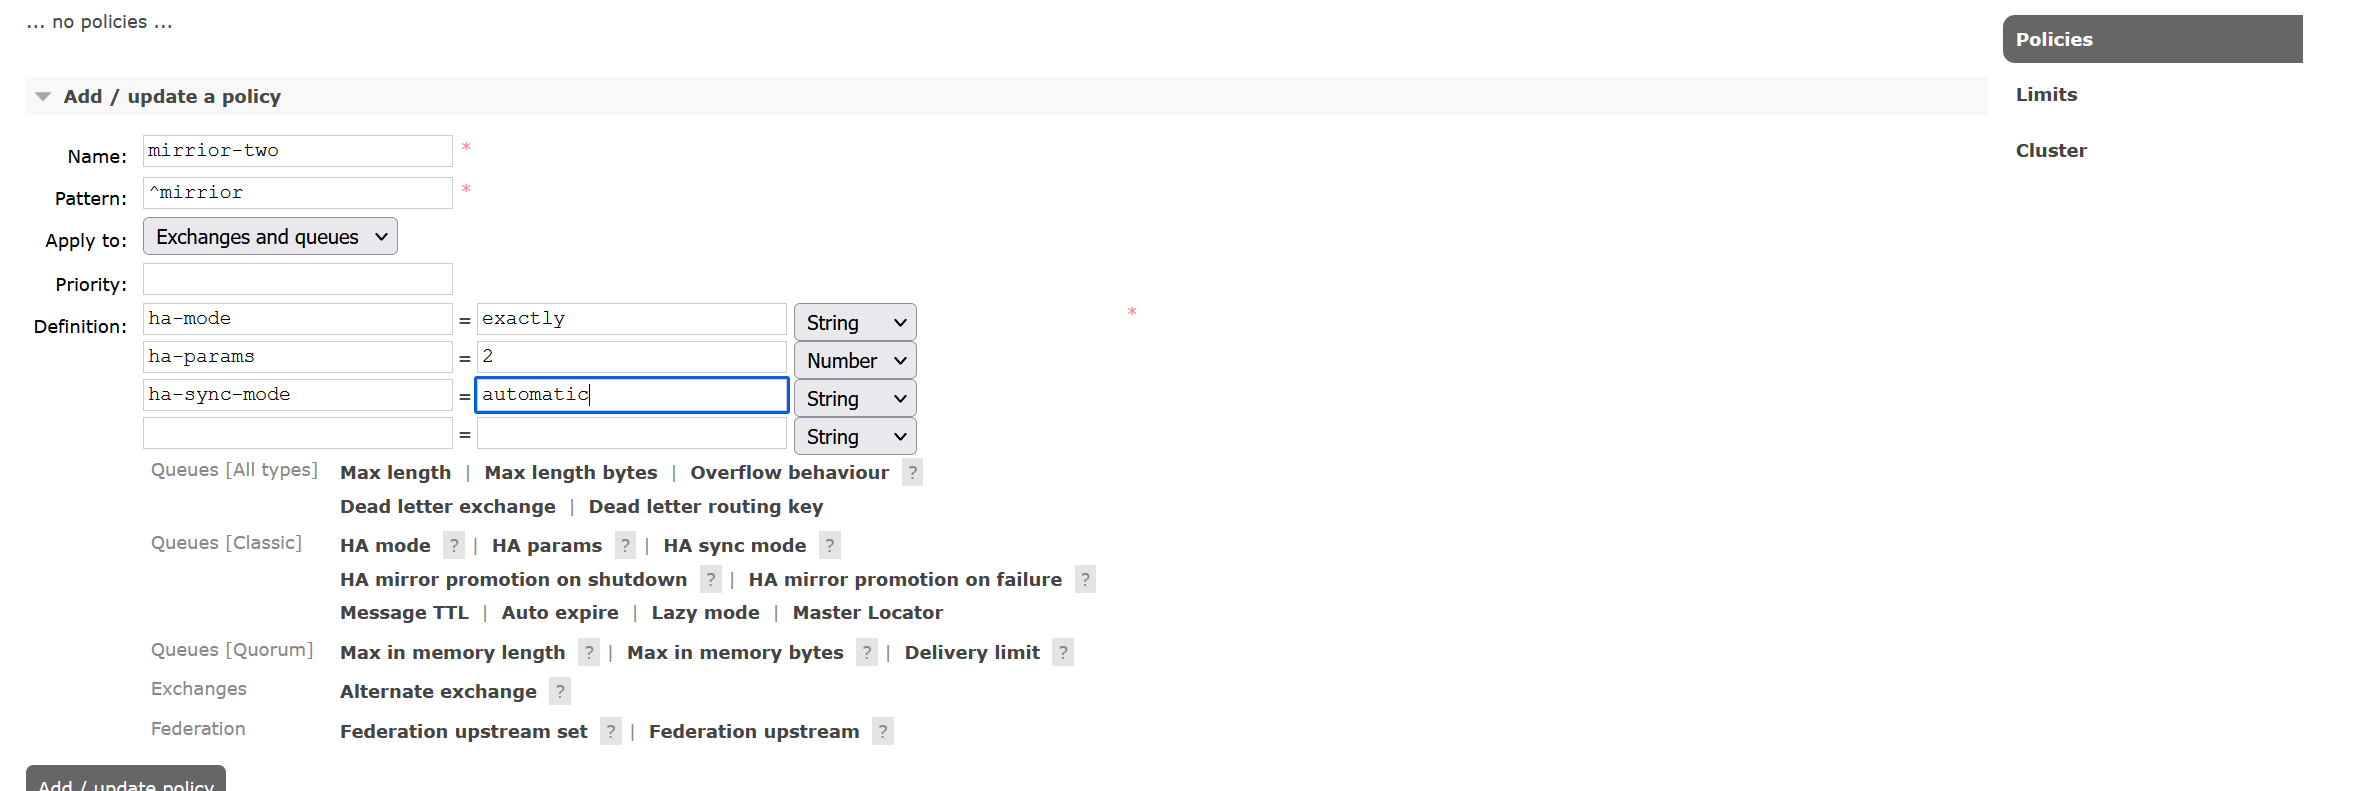 ... no policies ...
Policies
Limits
Cluster
Add / update a policy
Name: mirrior-two *
Pattern: ^mirrior *
Apply to: Exchanges and queues
Priority:
Definition: ha-mode = exactly String *
ha-params = 2 Number
ha-sync-mode = automatic String
= String
Queues [All types] Max length | Max length bytes | Overflow behaviour ?
Dead letter exchange | Dead letter routing key
Queues [Classic] HA mode ? | HA params ? | HA sync mode ?
HA mirror promotion on shutdown ? | HA mirror promotion on failure ?
Message TTL | Auto expire | Lazy mode | Master Locator
Queues [Quorum] Max in memory length ? | Max in memory bytes ? | Delivery limit ?
Exchanges Alternate exchange ?
Federation Federation upstream set ? | Federation upstream ?
Add / update policy